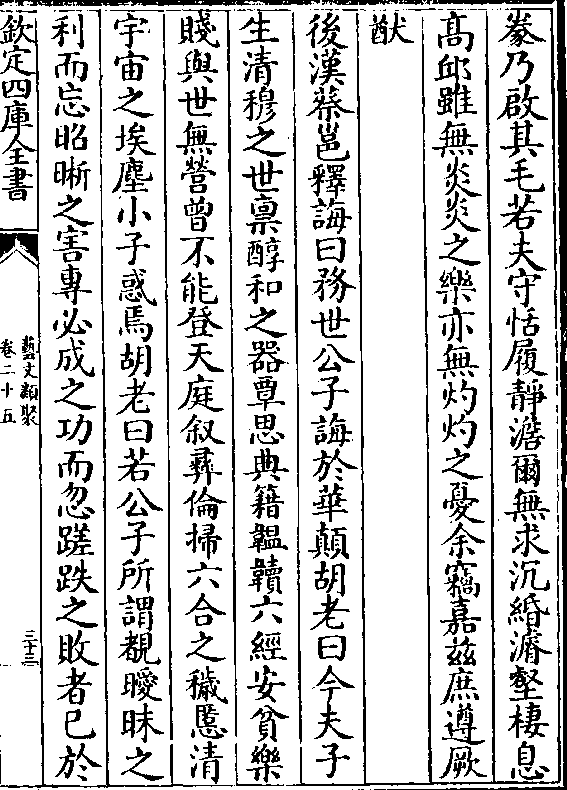 豢乃啟其毛若夫守恬履靜澹爾無求沉緡濬壑棲息
髙邱雖無炎炎之樂亦無灼灼之憂余竊嘉兹庶遵厥
猷
後漢蔡邕釋誨曰務世公子誨於華顛胡老曰今夫子
生清穆之世稟醇和之器覃思典籍韞韥六經安貧樂
賤與世無營曾不能登天庭叙彞倫掃六合之穢慝清
宇宙之埃塵小子惑焉胡老曰若公子所謂覩曖昧之
利而忘昭晰之害專必成之功而忽蹉跌之敗者已於
欽定四庫全書
藝文類聚
卷二十五
三十三